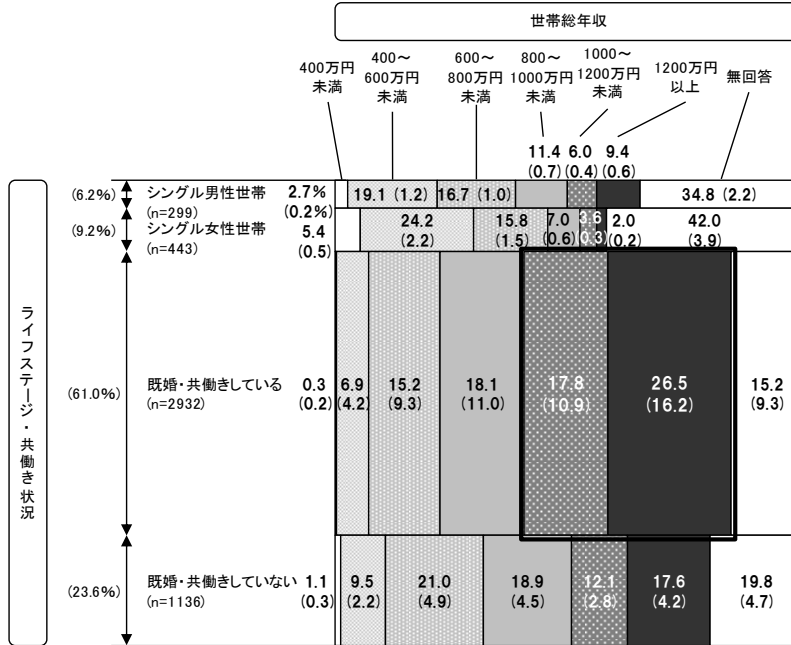 世帯総年収
400万円
未満
400～
600万円
未満
600～
800万円
未満
800～
1000万円
未満
1000～
1200万円
未満
1200万円
以上
無回答
11.4
(0.7)
6.0
(0.4)
9.4
(0.6)
ライフステージ・共働き状況
(6.2%)
シングル男性世帯
(n=299)
2.7%
(0.2%)
19.1 (1.2)
16.7 (1.0)
34.8 (2.2)
(9.2%)
シングル女性世帯
(n=443)
5.4
(0.5)
24.2
(2.2)
15.8
(1.5)
7.0
(0.6)
3.6
(0.3)
2.0
(0.2)
42.0
(3.9)
(61.0%)
既婚・共働きしている
(n=2932)
0.3
(0.2)
6.9
(4.2)
15.2
(9.3)
18.1
(11.0)
17.8
(10.9)
26.5
(16.2)
15.2
(9.3)
(23.6%)
既婚・共働きしていない
(n=1136)
1.1
(0.3)
9.5
(2.2)
21.0
(4.9)
18.9
(4.5)
12.1
(2.8)
17.6
(4.2)
19.8
(4.7)